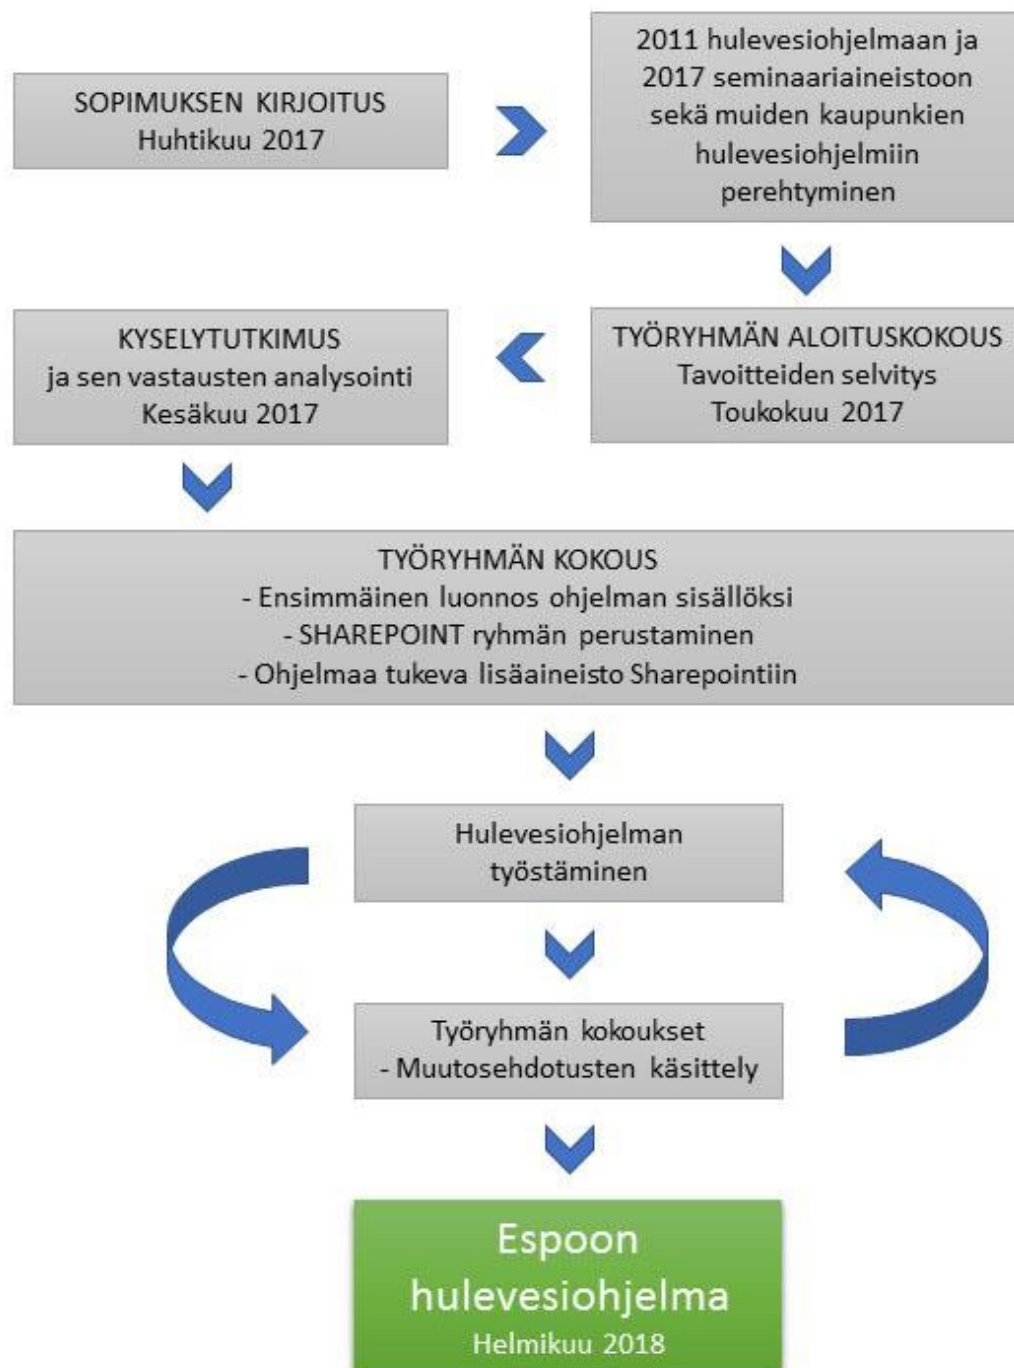 SOPIMUKSEN KIRJOITUS
Huhtikuu 2017
2011 hulevesiohjelmaan ja
2017 seminaariaineistoon
sekä muiden kaupunkien
hulevesiohjelmiin
perehtyminen
TYÖRYHMÄN ALOITUSKOKOUS
Tavoitteiden selvitys
Toukokuu 2017
KYSELYTUTKIMUS
ja sen vastausten analysointi
Kesäkuu 2017
TYÖRYHMÄN KOKOUS
- Ensimmäinen luonnos ohjelman sisällöksi
- SHAREPOINT ryhmän perustaminen
- Ohjelmaa tukeva lisäaineisto Sharepointiin
Hulevesiohjelman
työstäminen
Työryhmän kokoukset
- Muutosehdotusten käsittely
Espoon
hulevesiohjelma
Helmikuu 2018